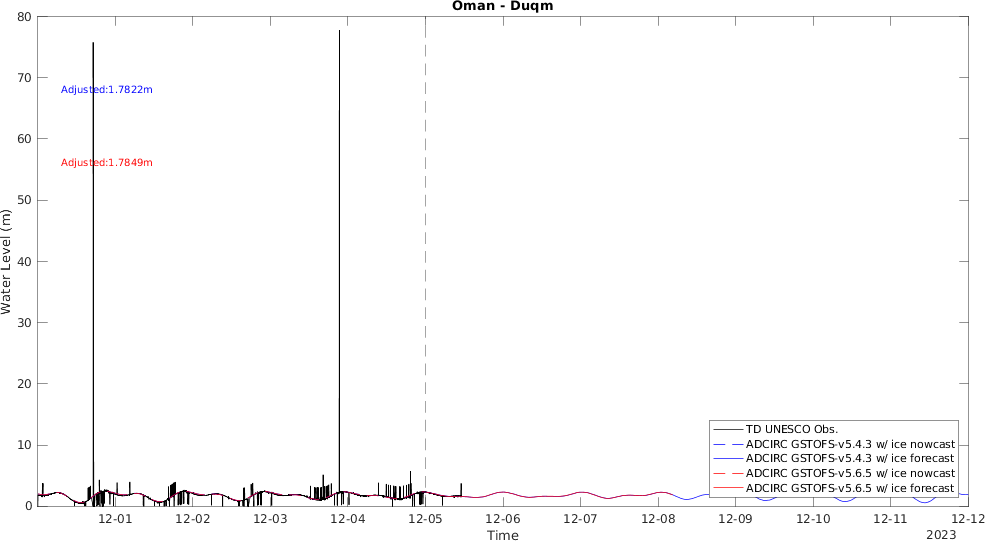 Oman - Duqm
80
70
60
50
40
30
20
10
0
Water Level (m)
Adjusted:1.7822m
Adjusted:1.7849m
TD UNESCO Obs.
ADCIRC GSTOFS-v5.4.3 w/ ice nowcast
ADCIRC GSTOFS-v5.4.3 w/ ice forecast
ADCIRC GSTOFS-v5.6.5 w/ ice nowcast
ADCIRC GSTOFS-v5.6.5 w/ ice forecast
12-01 12-02 12-03 12-04 12-05 12-06 12-07 12-08 12-09 12-10 12-11 12-12
Time
2023